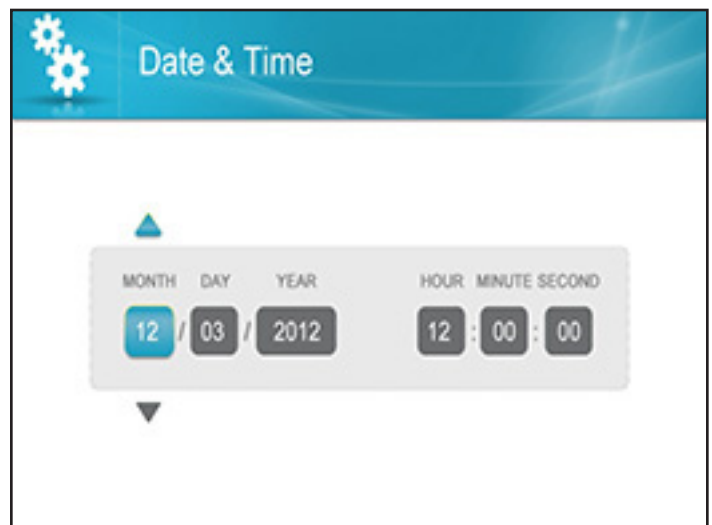 Date & Time
MONTH DAY YEAR HOUR MINUTE SECOND
12 / 03 / 2012 12 : 00 : 00